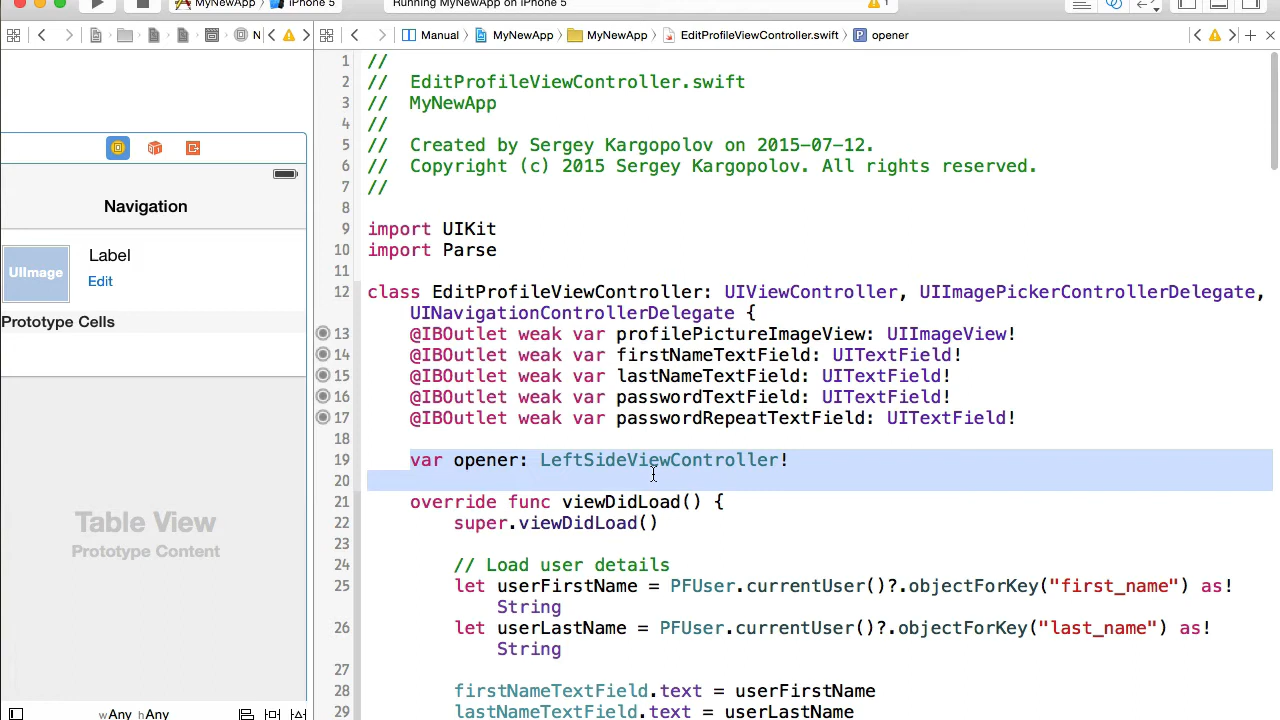 MyNewApp
iPhone 5
Running MyNewApp on iPhone 5
1
N
Manual
MyNewApp
MyNewApp
EditProfileViewController.swift
P
opener
Navigation
UIImage
Label
Edit
Prototype Cells
Table View
Prototype Content
wAny hAny
1 //
2 //  EditProfileViewController.swift
3 //  MyNewApp
4 //
5 //  Created by Sergey Kargopolov on 2015-07-12.
6 //  Copyright (c) 2015 Sergey Kargopolov. All rights reserved.
7 //
8
9 import UIKit
10 import Parse
11
12 class EditProfileViewController: UIViewController, UIImagePickerControllerDelegate,
UINavigationControllerDelegate {
13 @IBOutlet weak var profilePictureImageView: UIImageView!
14 @IBOutlet weak var firstNameTextField: UITextField!
15 @IBOutlet weak var lastNameTextField: UITextField!
16 @IBOutlet weak var passwordTextField: UITextField!
17 @IBOutlet weak var passwordRepeatTextField: UITextField!
18
19 var opener: LeftSideViewController!
20
21 override func viewDidLoad() {
22 super.viewDidLoad()
23
24 // Load user details
25 let userFirstName = PFUser.currentUser()?.objectForKey("first_name") as!
String
26 let userLastName = PFUser.currentUser()?.objectForKey("last_name") as!
String
27
28 firstNameTextField.text = userFirstName
29 lastNameTextField.text = userLastName